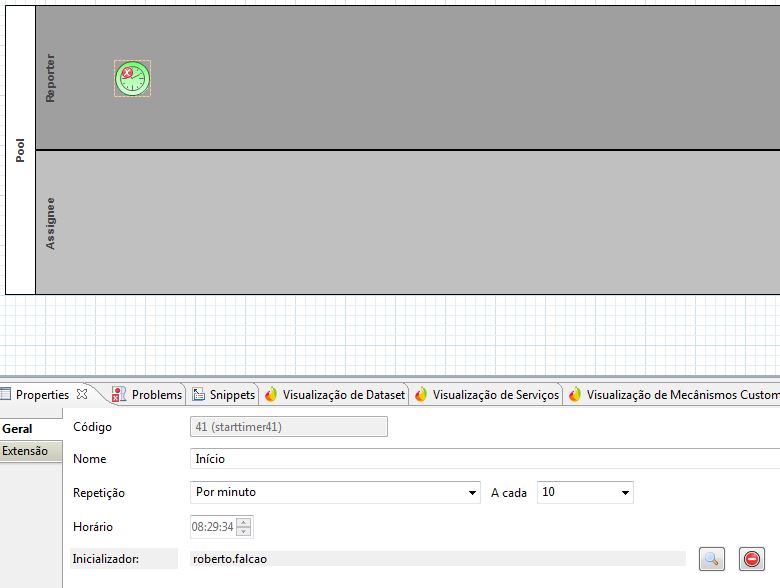 Pool
Reporter
Assignee
Properties
Problems
Snippets
Visualização de Dataset
Visualização de Serviços
Visualização de Mecânismos Custom
Geral
Extensão
Código 41 (starttimer41)
Nome Início
Repetição Por minuto A cada 10
Horário 08:29:34
Inicializador: roberto.falcao